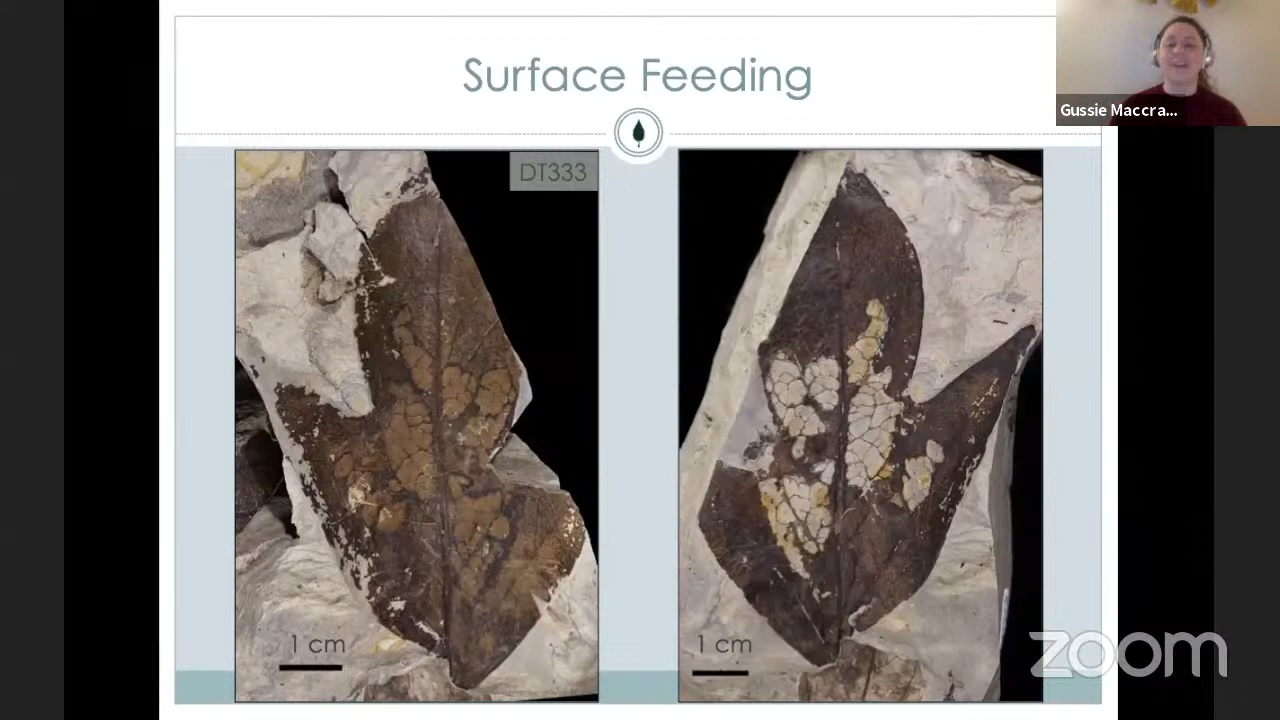 Surface Feeding
Gussie Maccra...
DT333
1 cm
1 cm
zoom